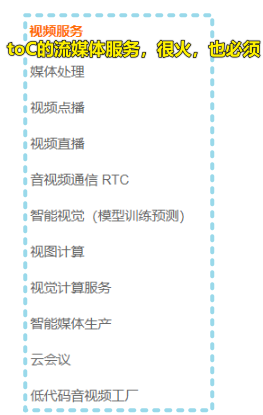 视频服务
toC的流媒体服务，很火，也必须
媒体处理
视频点播
视频直播
音视频通信 RTC
智能视觉（模型训练预测）
视图计算
视觉计算服务
智能媒体生产
云会议
低代码音视频工厂